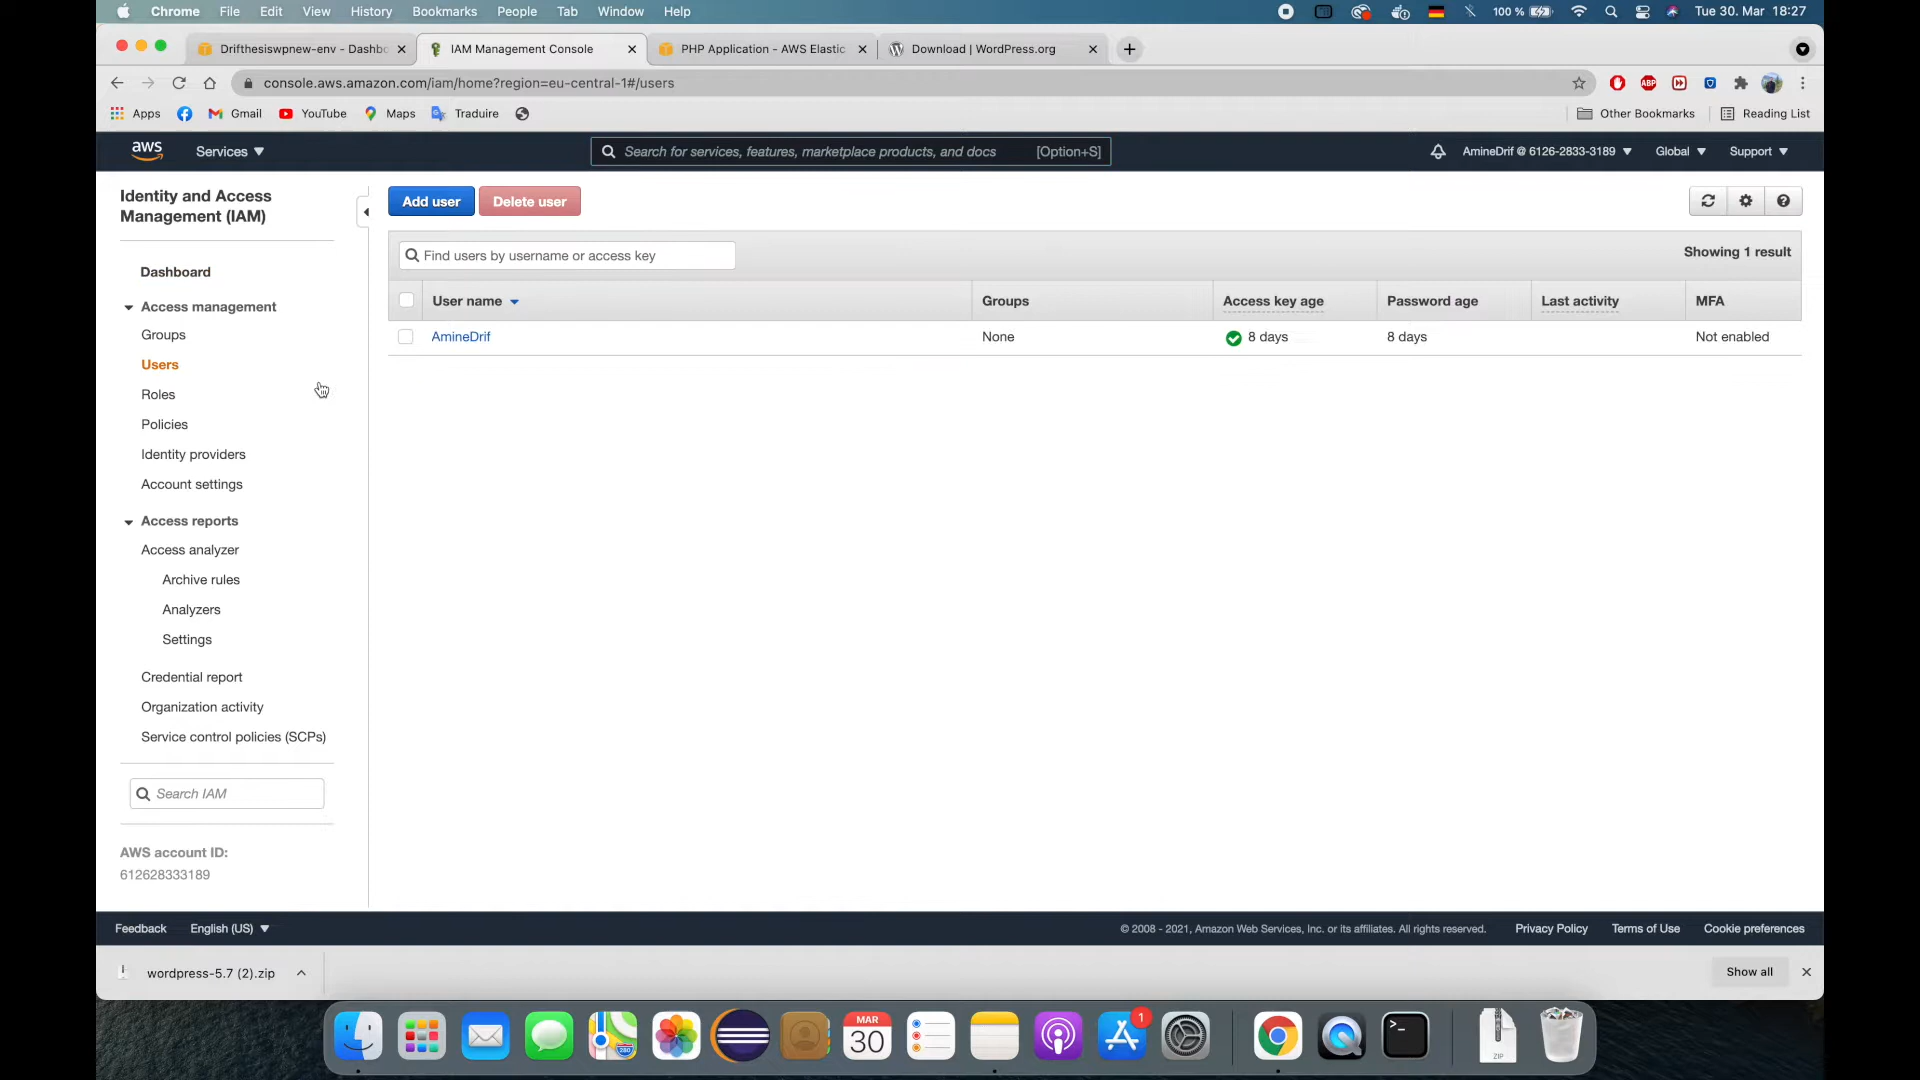 Chrome File Edit View History Bookmarks People Tab Window Help 100 % Tue 30. Mar 18:27
Drifthesiswpnew-env - Dashbo IAM Management Console PHP Application - AWS Elastic Download | WordPress.org
console.aws.amazon.com/iam/home?region=eu-central-1#/users
Apps Gmail YouTube Maps Traduire Other Bookmarks Reading List
aws Services Search for services, features, marketplace products, and docs [Option+S] AmineDrif @ 6126-2833-3189 Global Support
Identity and Access
Management (IAM)
Dashboard
Access management
Groups
Users
Roles
Policies
Identity providers
Account settings
Access reports
Access analyzer
Archive rules
Analyzers
Settings
Credential report
Organization activity
Service control policies (SCPs)
Search IAM
AWS account ID:
612628333189
Add user Delete user
Find users by username or access key Showing 1 result
User name Groups Access key age Password age Last activity MFA
AmineDrif None 8 days 8 days Not enabled
Feedback English (US) © 2008 - 2021, Amazon Web Services, Inc. or its affiliates. All rights reserved. Privacy Policy Terms of Use Cookie preferences
wordpress-5.7 (2).zip Show all
MAR
30
280
1
>_
ZIP